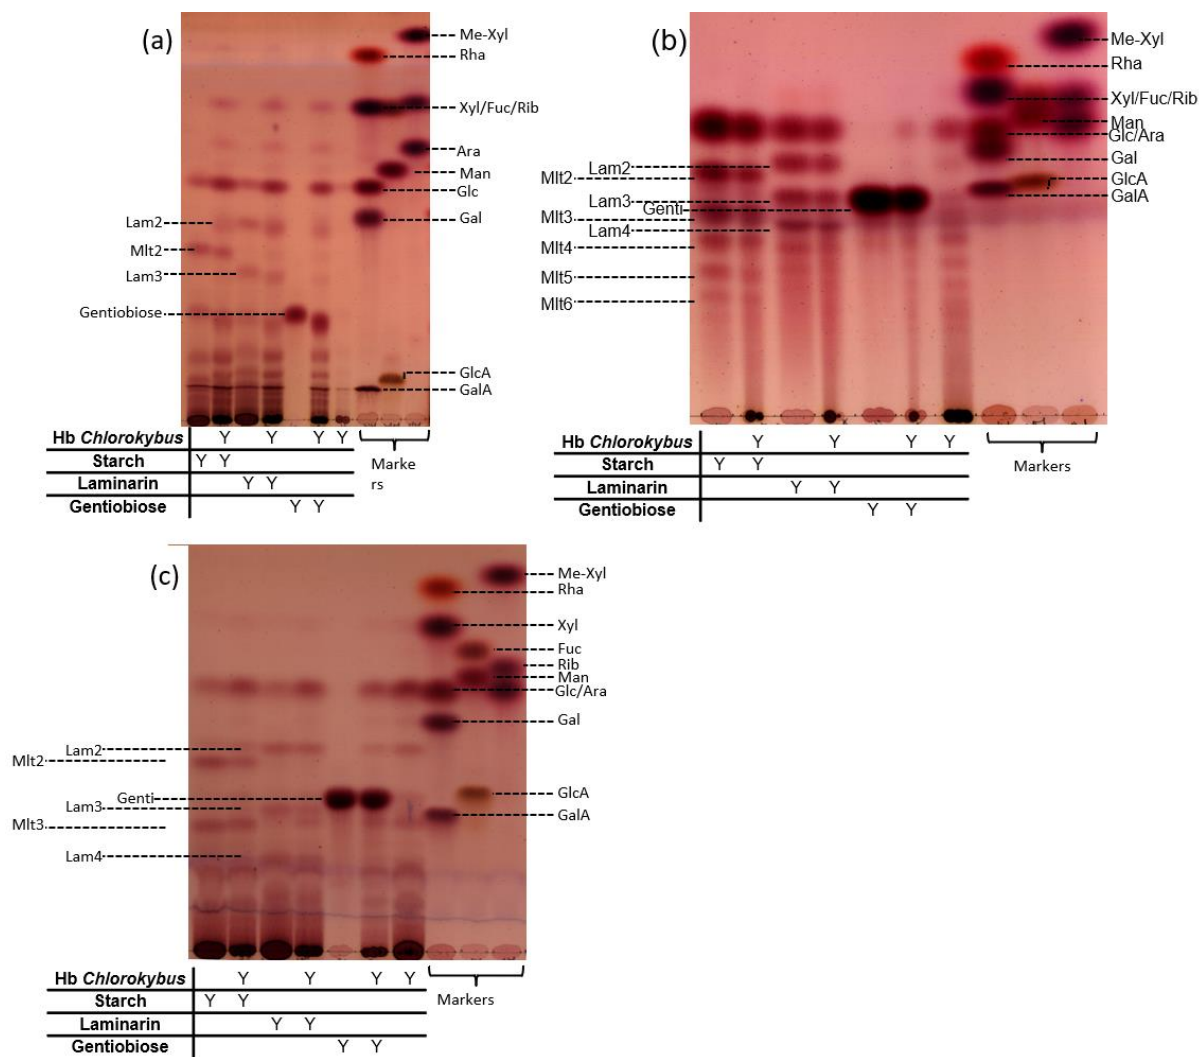 (a)
Me-Xyl
Rha
Xyl/Fuc/Rib
Ara
Man
Glc
Gal
Lam2
Mlt2
Lam3
Gentiobiose
GlcA
GalA
Hb Chlorokybus Y Y Y Y
Starch Y Y
Laminarin Y Y
Gentiobiose Y Y
Marke
rs
(b)
Me-Xyl
Rha
Xyl/Fuc/Rib
Man
Glc/Ara
Gal
GlcA
GalA
Lam2
Mlt2
Lam3
Genti
Mlt3
Lam4
Mlt4
Mlt5
Mlt6
Hb Chlorokybus Y Y Y Y
Starch Y Y
Laminarin Y Y
Gentiobiose Y Y
Markers
(c)
Me-Xyl
Rha
Xyl
Fuc
Rib
Man
Glc/Ara
Gal
Lam2
Mlt2
Genti
Lam3
Mlt3
Lam4
GlcA
GalA
Hb Chlorokybus Y Y Y Y
Starch Y Y
Laminarin Y Y
Gentiobiose Y Y
Markers